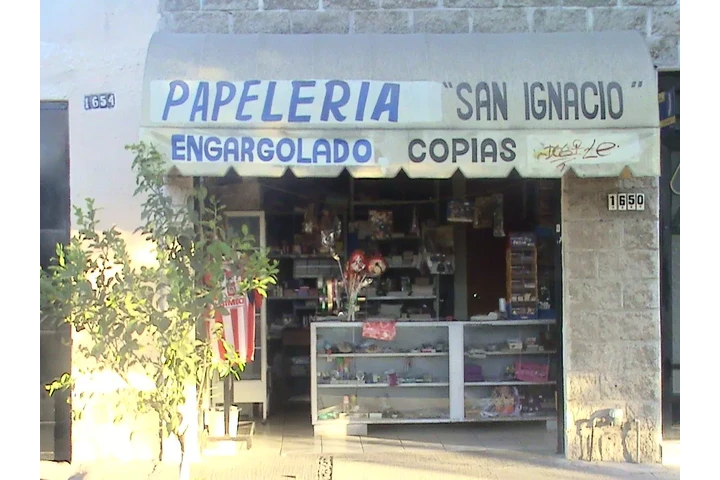 PAPELERIA "SAN IGNACIO"
ENGARGOLADO COPIAS
1654
1650